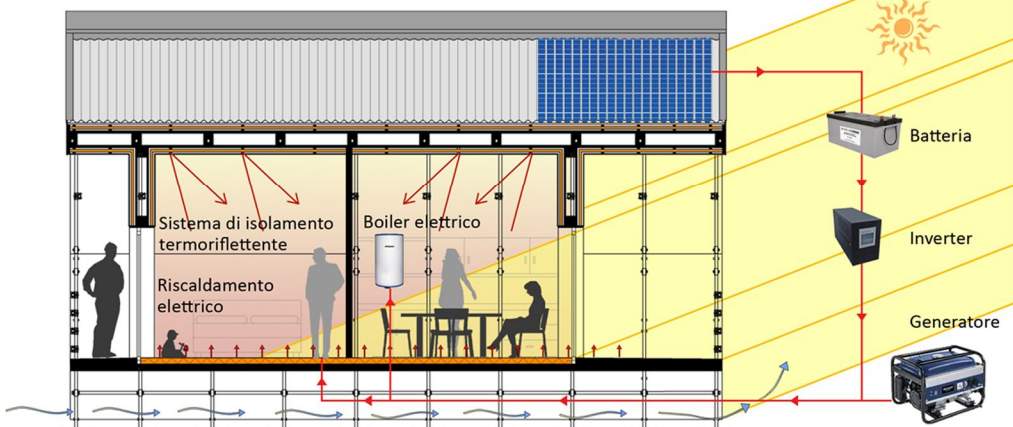 Batteria
Sistema di isolamento
termoriflettente
Boiler elettrico
Inverter
Riscaldamento
elettrico
Generatore